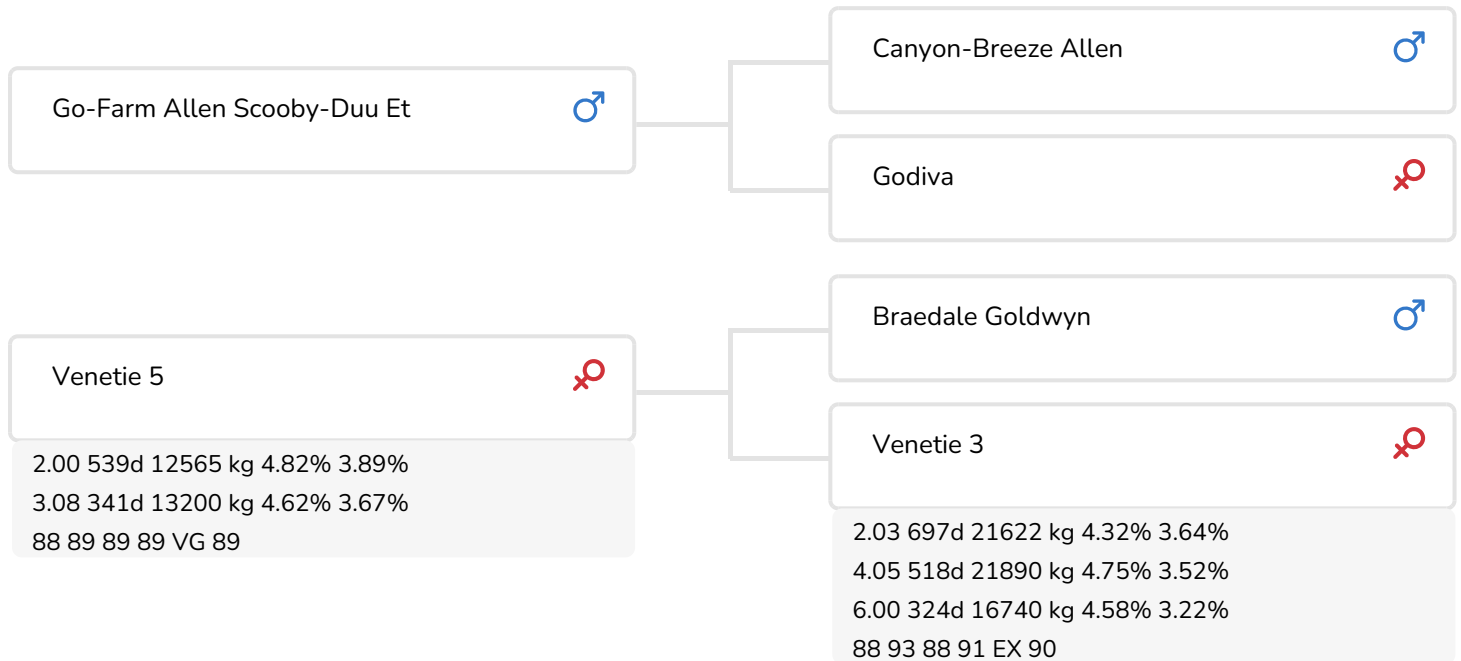 Canyon-Breeze Allen
Go-Farm Allen Scooby-Duu Et
Godiva
Braedale Goldwyn
Venetie 5
2.00 539d 12565 kg 4.82% 3.89%
3.08 341d 13200 kg 4.62% 3.67%
88 89 89 89 VG 89
Venetie 3
2.03 697d 21622 kg 4.32% 3.64%
4.05 518d 21890 kg 4.75% 3.52%
6.00 324d 16740 kg 4.58% 3.22%
88 93 88 91 EX 90